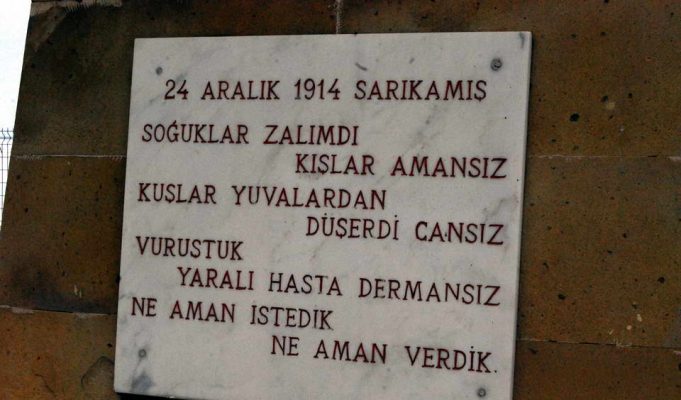 24 ARALIK 1914 SARIKAMIŞ
SOĞUKLAR ZALIMDI
KIŞLAR AMANSIZ
KUŞLAR YUVALARDAN
DÜŞERDİ CANSIZ
VURUŞTUK
YARALI HASTA DERMANSIZ
NE AMAN İSTEDİK
NE AMAN VERDİK.